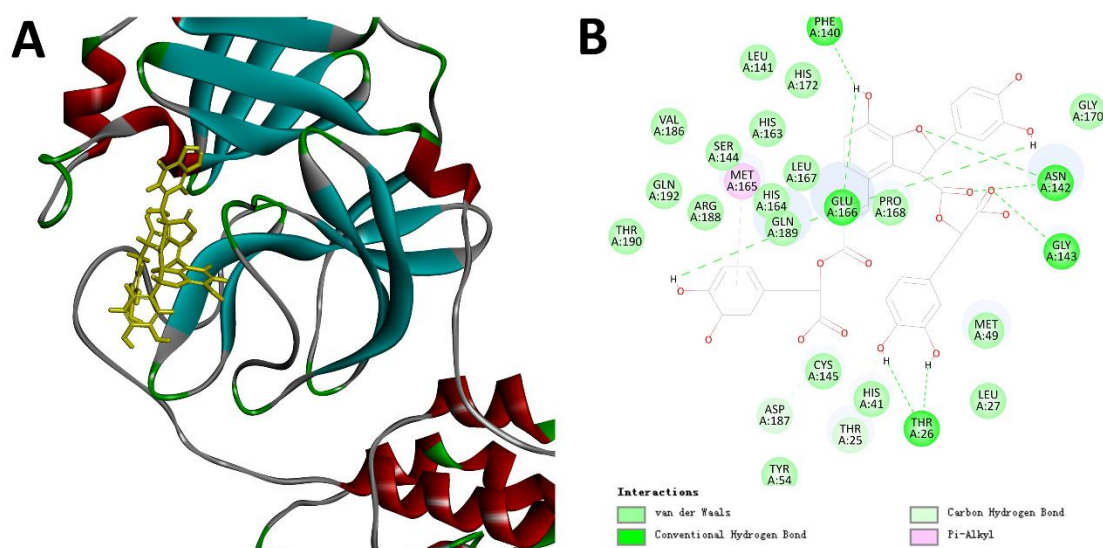 A
B
PHE
A:140
LEU
A:141
HIS
A:172
GLY
A:170
VAL
A:186
HIS
A:163
SER
A:144
LEU
A:167
MET
A:165
ASN
A:142
GLN
A:192
HIS
A:164
GLU
A:166
PRO
A:168
ARG
A:188
GLN
A:189
THR
A:190
GLY
A:143
MET
A:49
CYS
A:145
HIS
A:41
LEU
A:27
ASP
A:187
THR
A:25
THR
A:26
TYR
A:54
O
H
O
O
O
H
O
O
O
O
O
H
O
O
O
O
O
O
O
O
H
H
Interactions
van der Waals
Conventional Hydrogen Bond
Carbon Hydrogen Bond
Pi-Alkyl